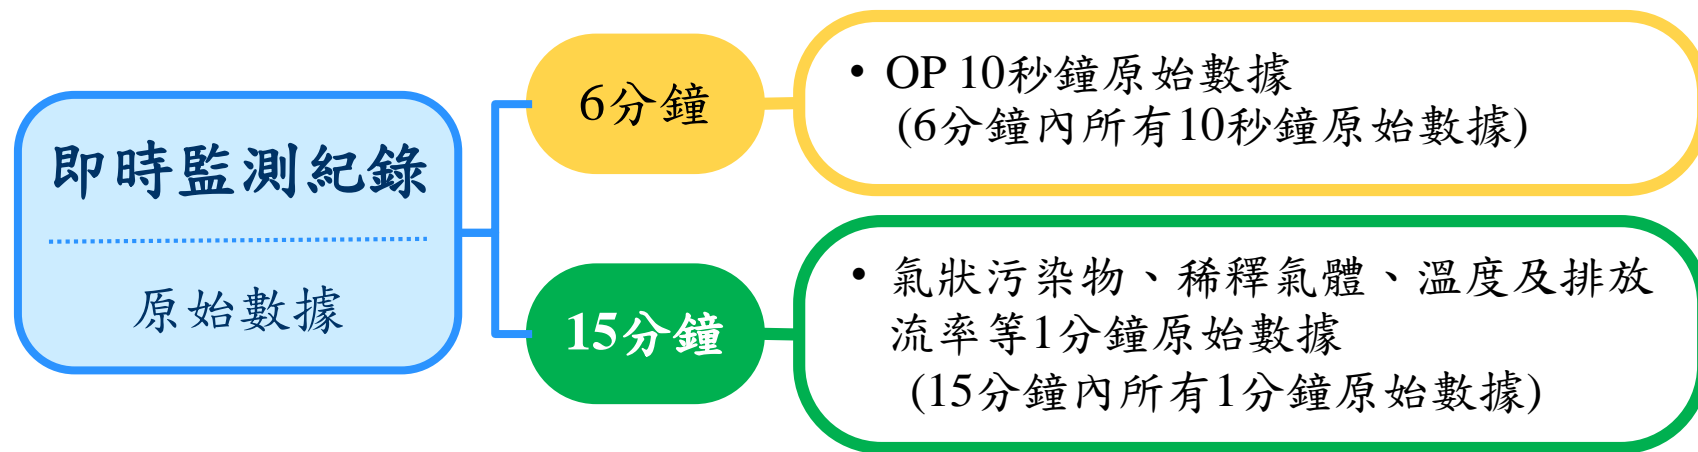 即時監測紀錄
原始數據
6分鐘
• OP 10秒鐘原始數據
(6分鐘內所有10秒鐘原始數據)
15分鐘
• 氣狀污染物、稀釋氣體、溫度及排放
流率等1分鐘原始數據
(15分鐘內所有1分鐘原始數據)